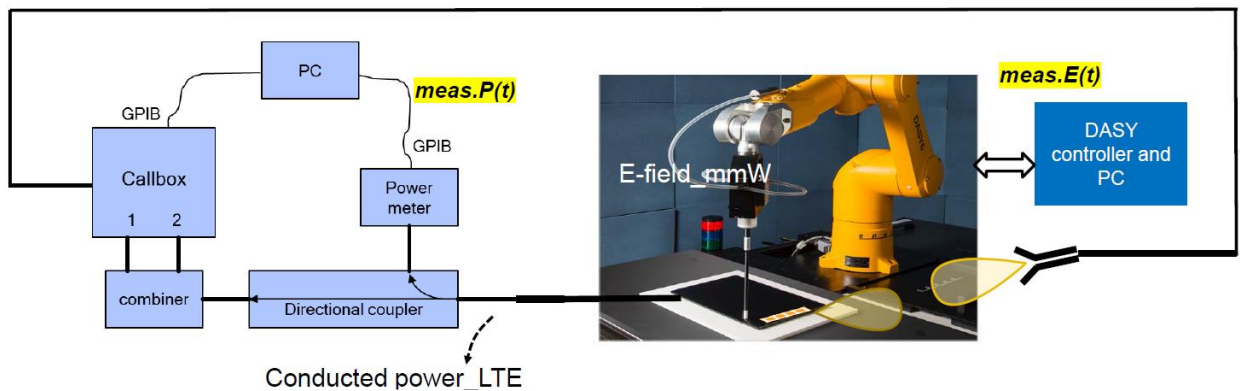 PC
meas.P(t)
meas.E(t)
GPIB
GPIB
Callbox
1 2
Power
meter
E-field_mmW
DASY
controller and
PC
combiner
Directional coupler
Conducted power_LTE